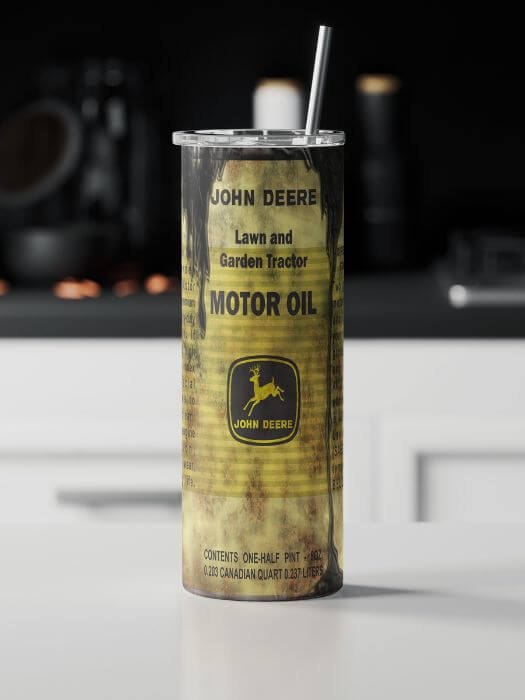 JOHN DEERE
Lawn and
Garden Tractor
MOTOR OIL
JOHN DEERE
CONTENTS ONE-HALF PINT - 8OZ.
0.203 CANADIAN QUART 0.237 LITERS